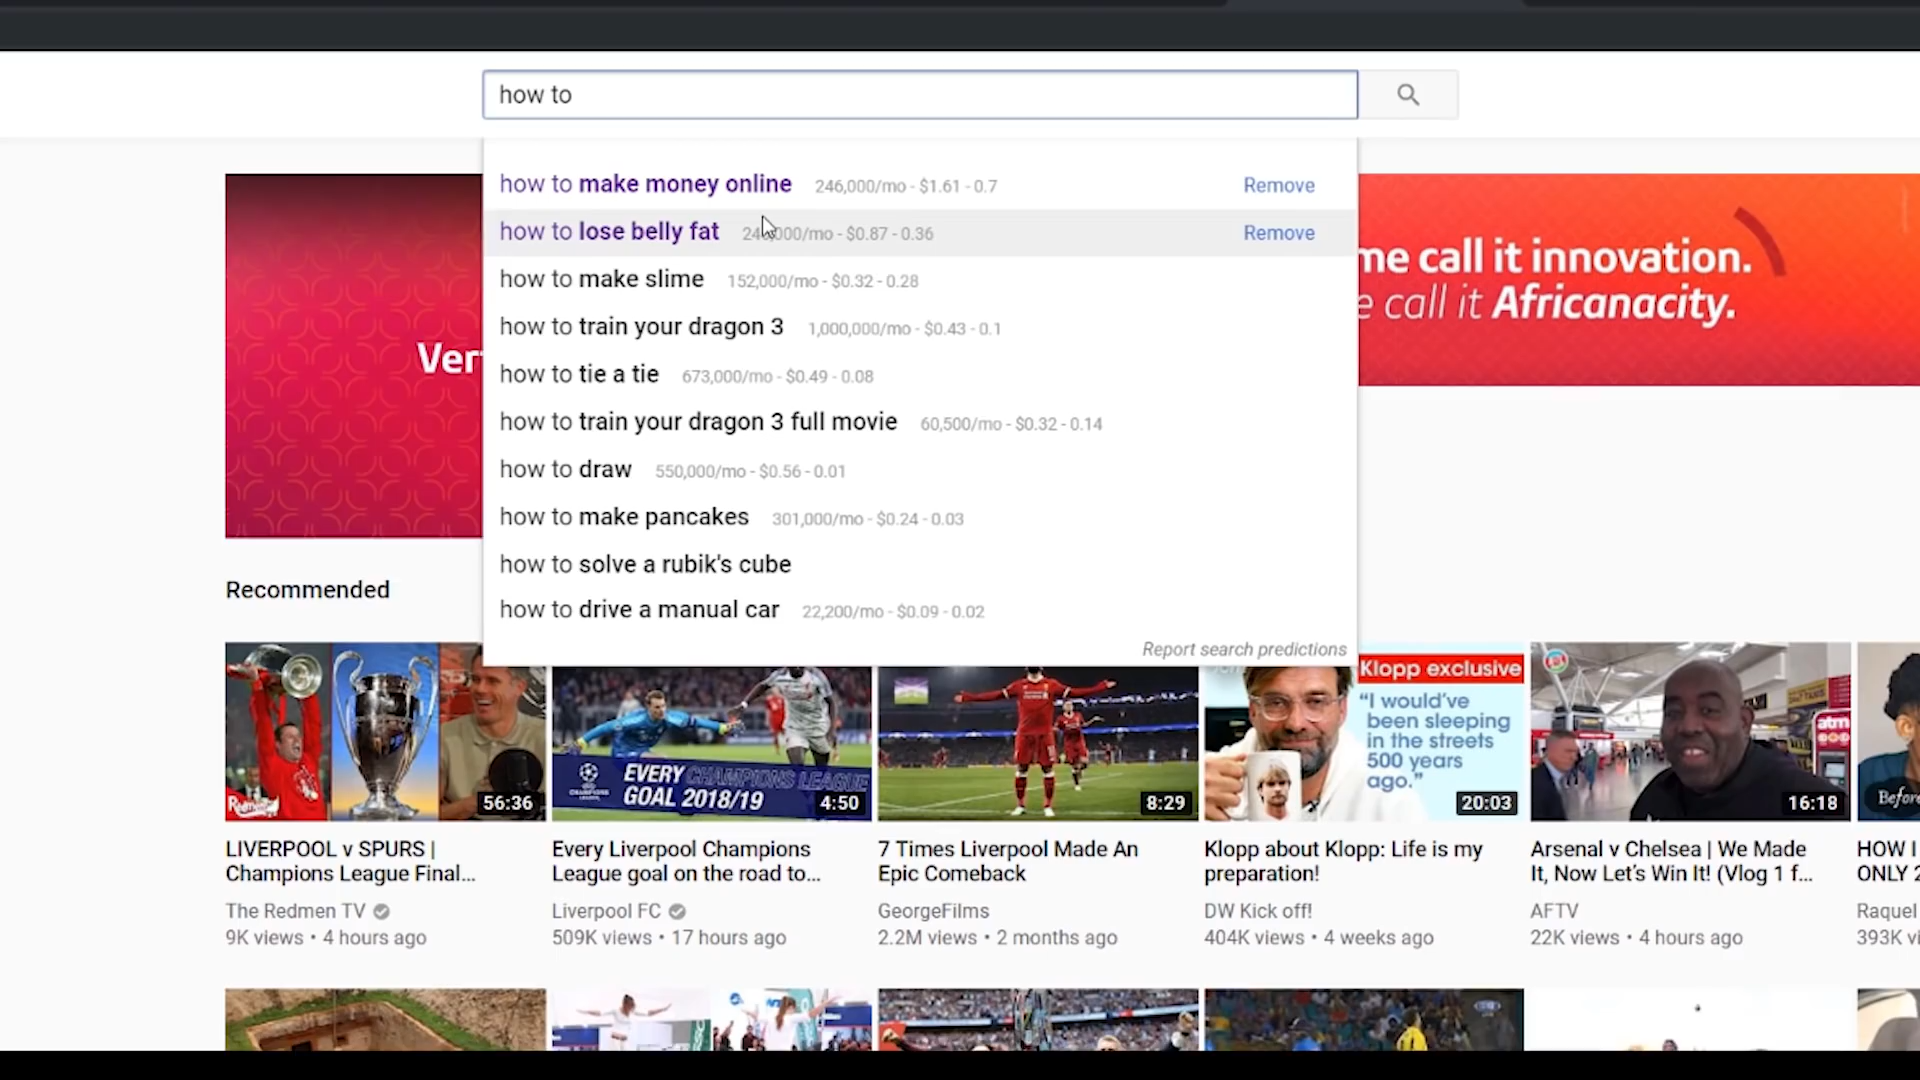 how to
how to make money online 246,000/mo - $1.61 - 0.7 Remove
how to lose belly fat /mo - $0.87 - 0.36 Remove
how to make slime 152,000/mo - $0.32 - 0.28
how to train your dragon 3 1,000,000/mo - $0.43 - 0.1
how to tie a tie 673,000/mo - $0.49 - 0.08
how to train your dragon 3 full movie 60,500/mo - $0.32 - 0.14
how to draw 550,000/mo - $0.56 - 0.01
how to make pancakes 301,000/mo - $0.24 - 0.03
how to solve a rubik's cube
how to drive a manual car 22,200/mo - $0.09 - 0.02
Report search predictions
Ver
me call it innovation.
e call it Africanacity.
Recommended
Redmen
56:36
LIVERPOOL v SPURS |
Champions League Final...
The Redmen TV
9K views • 4 hours ago
EVERY CHAMPIONS LEAGUE
GOAL 2018/19
4:50
Every Liverpool Champions
League goal on the road to...
Liverpool FC
509K views • 17 hours ago
8:29
7 Times Liverpool Made An
Epic Comeback
GeorgeFilms
2.2M views • 2 months ago
Klopp exclusive
“I would’ve
been sleeping
in the streets
500 years
ago.”
20:03
Klopp about Klopp: Life is my
preparation!
DW Kick off!
404K views • 4 weeks ago
atm
16:18
Arsenal v Chelsea | We Made
It, Now Let’s Win It! (Vlog 1 f...
AFTV
22K views • 4 hours ago
Before
HOW I
ONLY 2
Raquel
393K vi